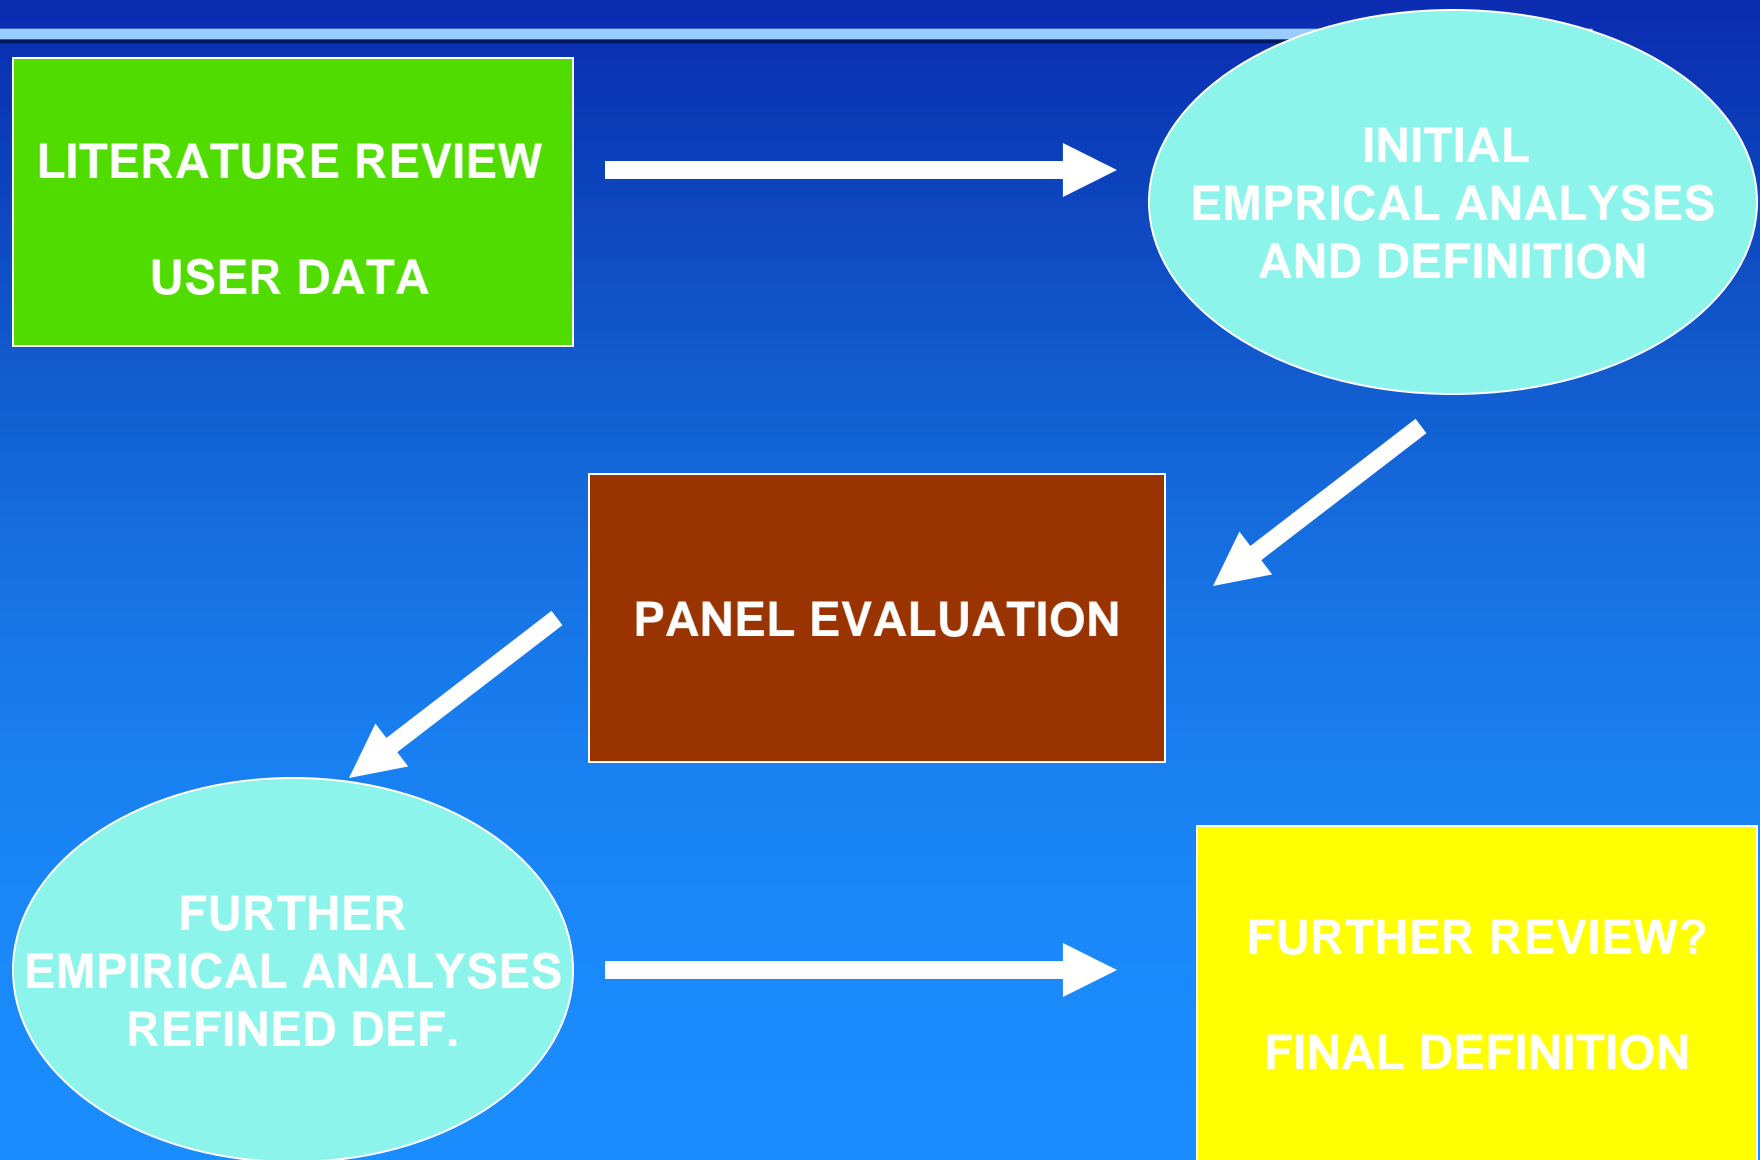 LITERATURE REVIEW
USER DATA
INITIAL
EMPRICAL ANALYSES
AND DEFINITION
PANEL EVALUATION
FURTHER
EMPIRICAL ANALYSES
REFINED DEF.
FURTHER REVIEW?
FINAL DEFINITION